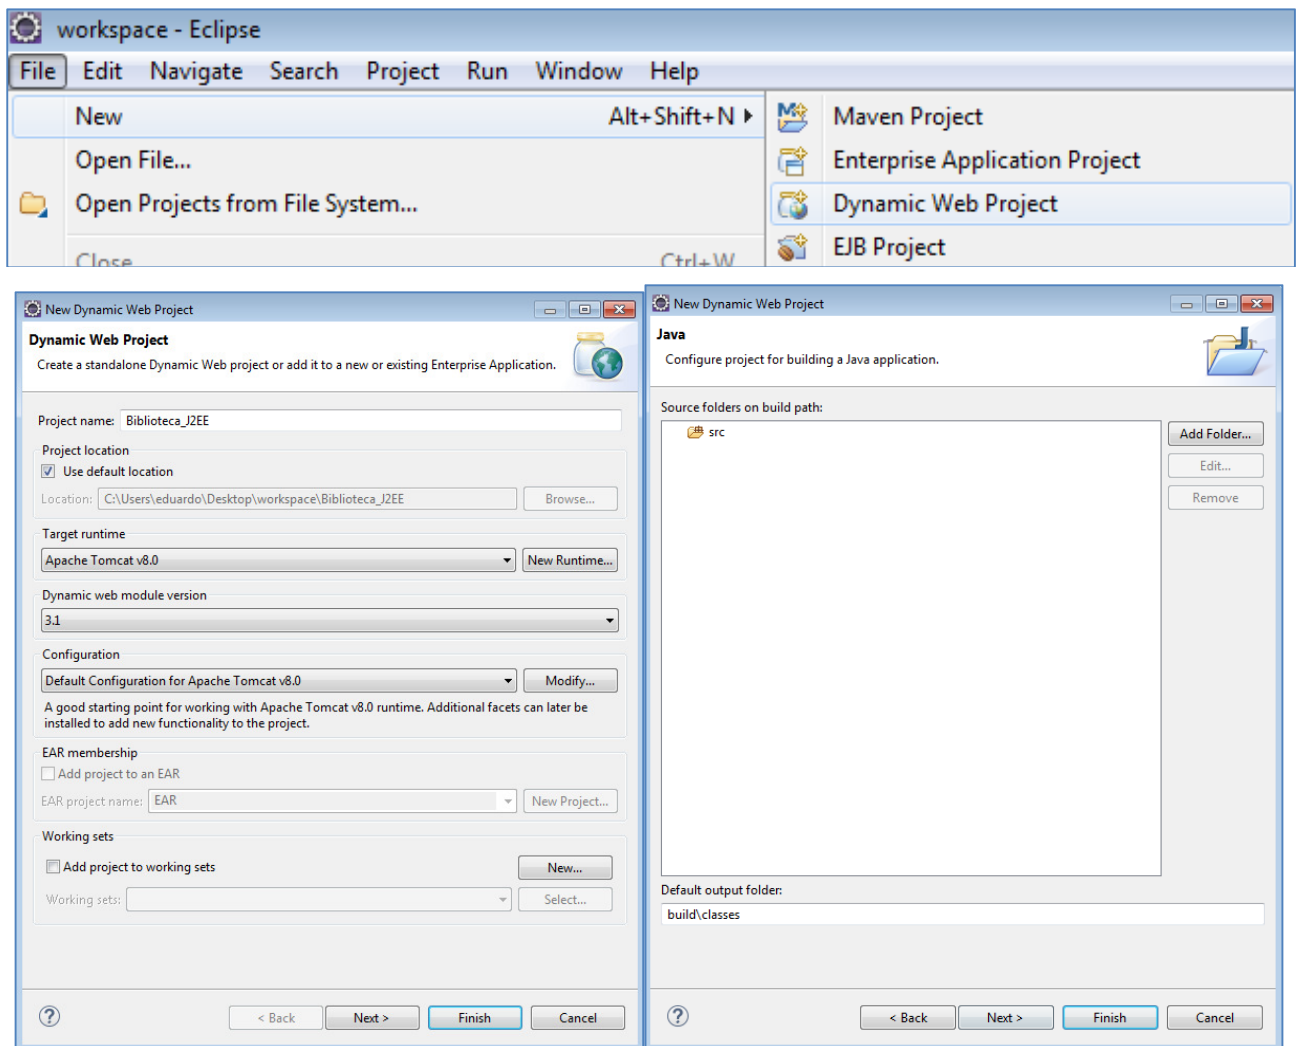 workspace - Eclipse
File Edit Navigate Search Project Run Window Help
New Alt+Shift+N
Open File...
Open Projects from File System...
Close Ctrl+W
Maven Project
Enterprise Application Project
Dynamic Web Project
EJB Project
New Dynamic Web Project
Dynamic Web Project
Create a standalone Dynamic Web project or add it to a new or existing Enterprise Application.
Project name: Biblioteca_J2EE
Project location
Use default location
Location: C:\Users\eduardo\Desktop\workspace\Biblioteca_J2EE Browse...
Target runtime
Apache Tomcat v8.0 New Runtime...
Dynamic web module version
3.1
Configuration
Default Configuration for Apache Tomcat v8.0 Modify...
A good starting point for working with Apache Tomcat v8.0 runtime. Additional facets can later be
installed to add new functionality to the project.
EAR membership
Add project to an EAR
EAR project name: EAR New Project...
Working sets
Add project to working sets New...
Working sets: Select...
? < Back Next > Finish Cancel
New Dynamic Web Project
Java
Configure project for building a Java application.
Source folders on build path:
src
Add Folder...
Edit...
Remove
Default output folder:
build\classes
? < Back Next > Finish Cancel